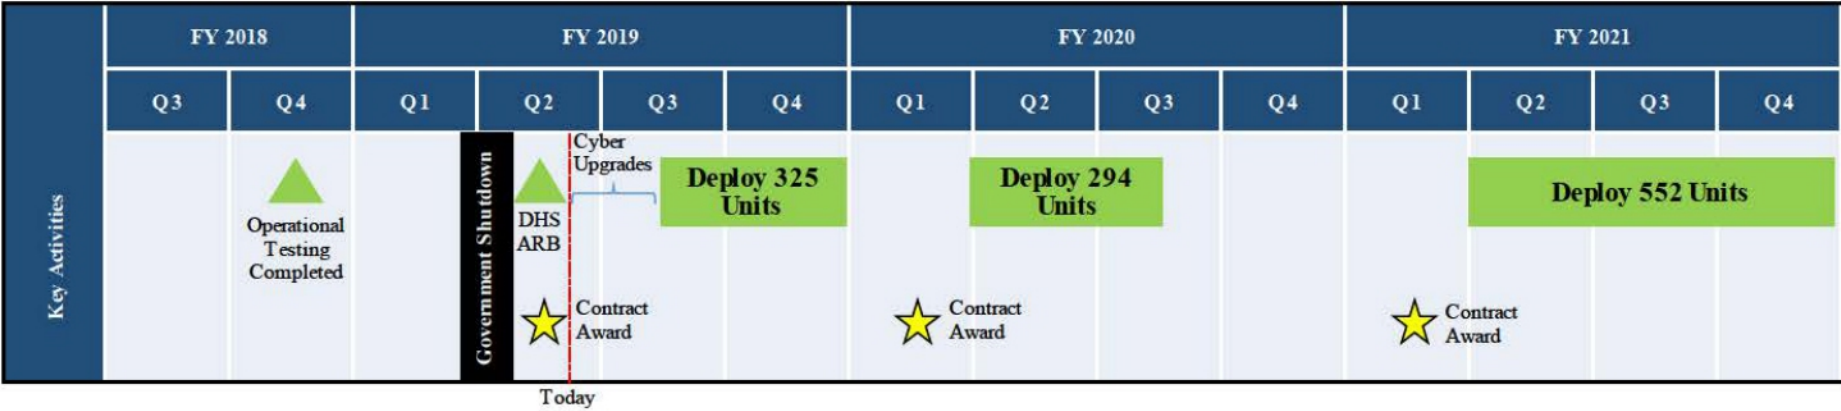 FY 2018
FY 2019
FY 2020
FY 2021
Q3
Q4
Q1
Q2
Q3
Q4
Q1
Q2
Q3
Q4
Q1
Q2
Q3
Q4
Key Activities
Operational
Testing
Completed
Government Shutdown
DHS
ARB
Cyber
Upgrades
Deploy 325
Units
Deploy 294
Units
Deploy 552 Units
Contract
Award
Contract
Award
Contract
Award
Today